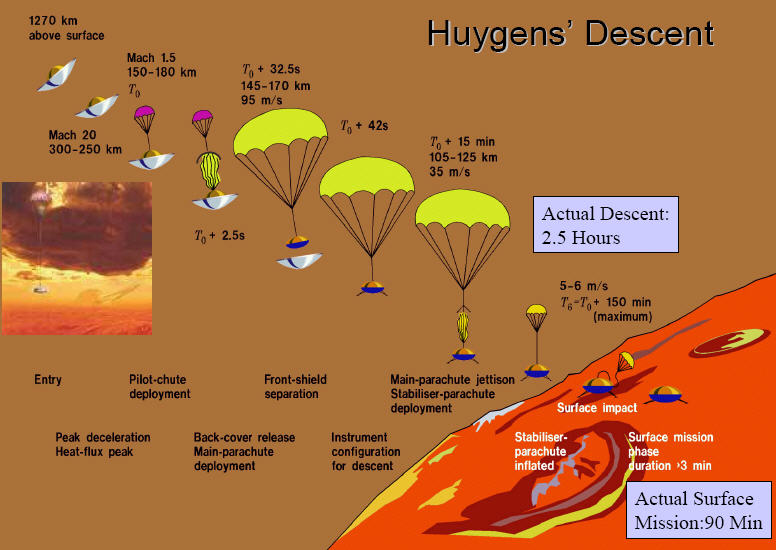 Huygens’ Descent
1270 km
above surface
Mach 1.5
150-180 km
T0
Mach 20
300-250 km
T0 + 2.5s
T0 + 32.5s
145-170 km
95 m/s
T0 + 42s
T0 + 15 min
105-125 km
35 m/s
Actual Descent:
2.5 Hours
5-6 m/s
T6=T0 + 150 min
(maximum)
Entry
Pilot-chute
deployment
Front-shield
separation
Main-parachute jettison
Stabiliser-parachute
deployment
Surface impact
Peak deceleration
Heat-flux peak
Back-cover release
Main-parachute
deployment
Instrument
configuration
for descent
Stabiliser-
parachute
inflated
Surface mission
phase
duration >3 min
Actual Surface
Mission:90 Min